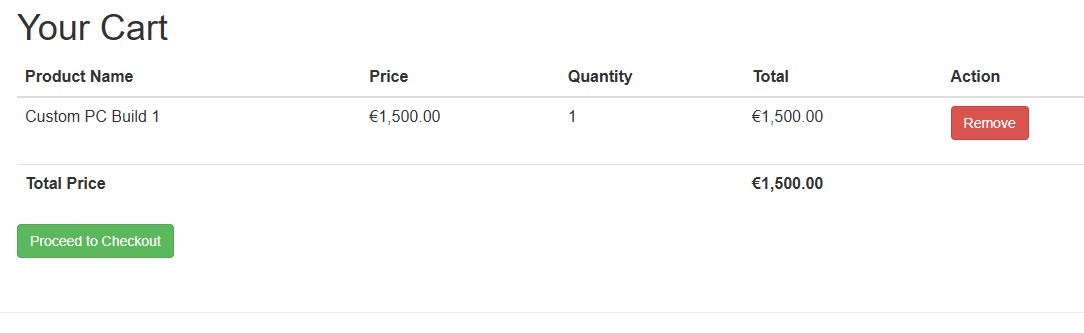 Your Cart
Product Name Price Quantity Total Action
Custom PC Build 1 €1,500.00 1 €1,500.00 Remove
Total Price €1,500.00
Proceed to Checkout